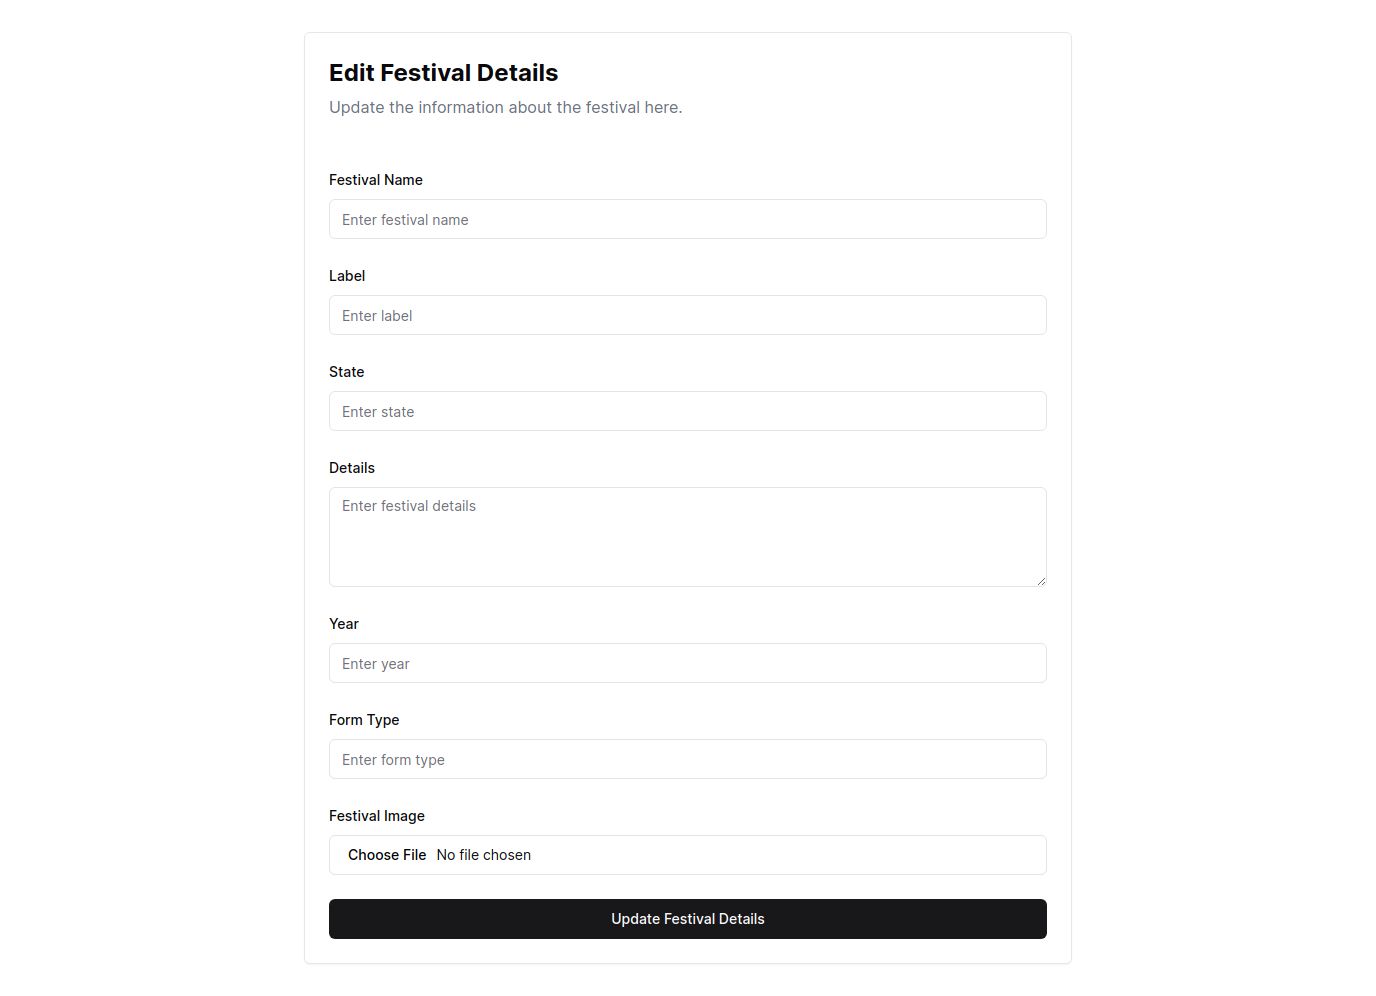 Edit Festival Details
Update the information about the festival here.
Festival Name
Enter festival name
Label
Enter label
State
Enter state
Details
Enter festival details
Year
Enter year
Form Type
Enter form type
Festival Image
Choose File No file chosen
Update Festival Details